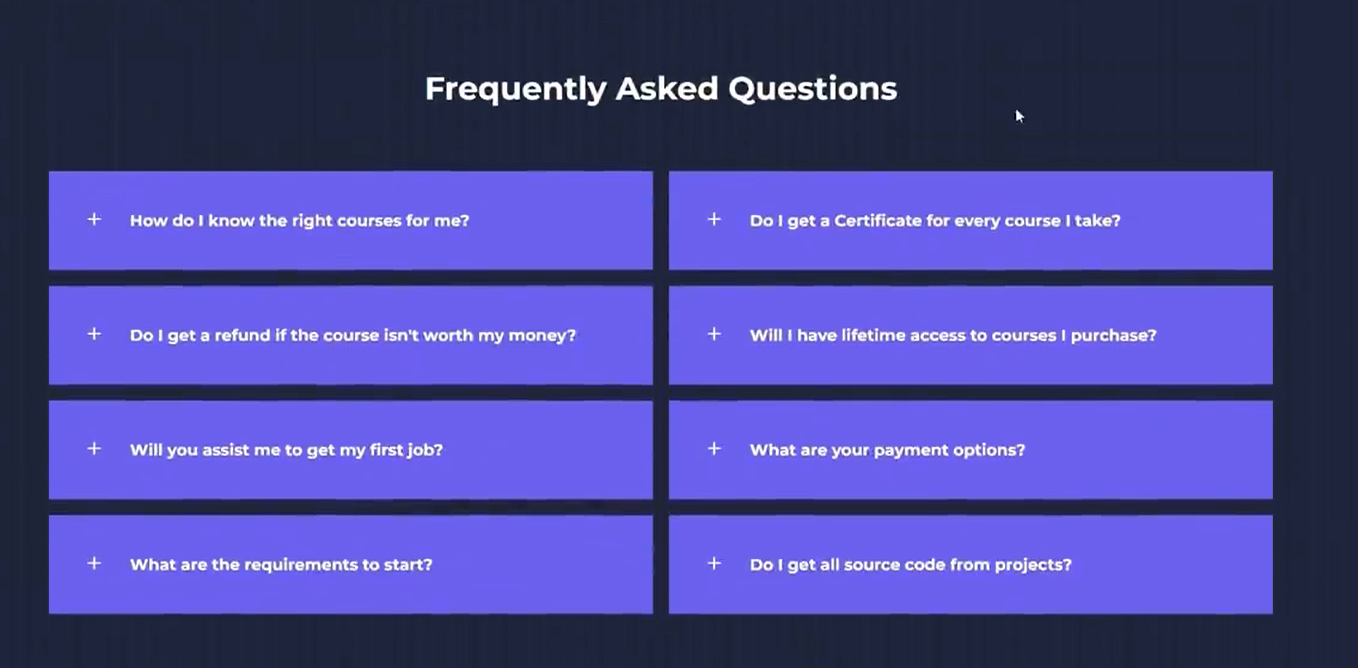 Frequently Asked Questions
+ How do I know the right courses for me?
+ Do I get a Certificate for every course I take?
+ Do I get a refund if the course isn't worth my money?
+ Will I have lifetime access to courses I purchase?
+ Will you assist me to get my first job?
+ What are your payment options?
+ What are the requirements to start?
+ Do I get all source code from projects?